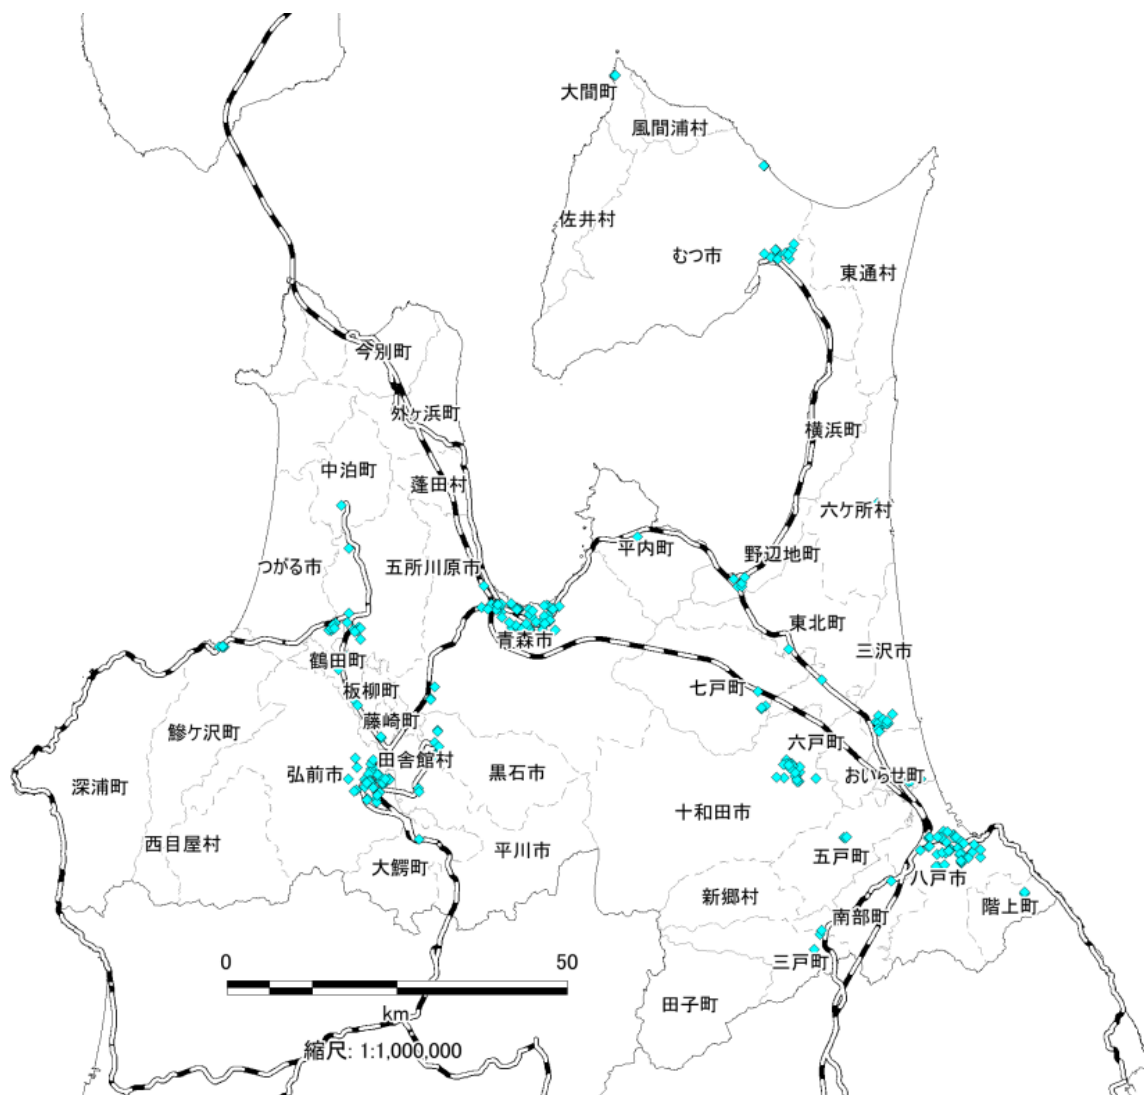 大間町
風間浦村
佐井村
むつ市
東通村
今別町
外ヶ浜町
横浜町
中泊町
蓬田村
六ケ所村
平内町
野辺地町
つがる市
五所川原市
東北町
青森市
三沢市
鶴田町
七戸町
板柳町
藤崎町
鰺ケ沢町
六戸町
田舎館村
黒石市
弘前市
おいらせ町
深浦町
十和田市
西目屋村
平川市
五戸町
大鰐町
八戸市
新郷村
階上町
南部町
三戸町
0 50
田子町
km
縮尺: 1:1,000,000